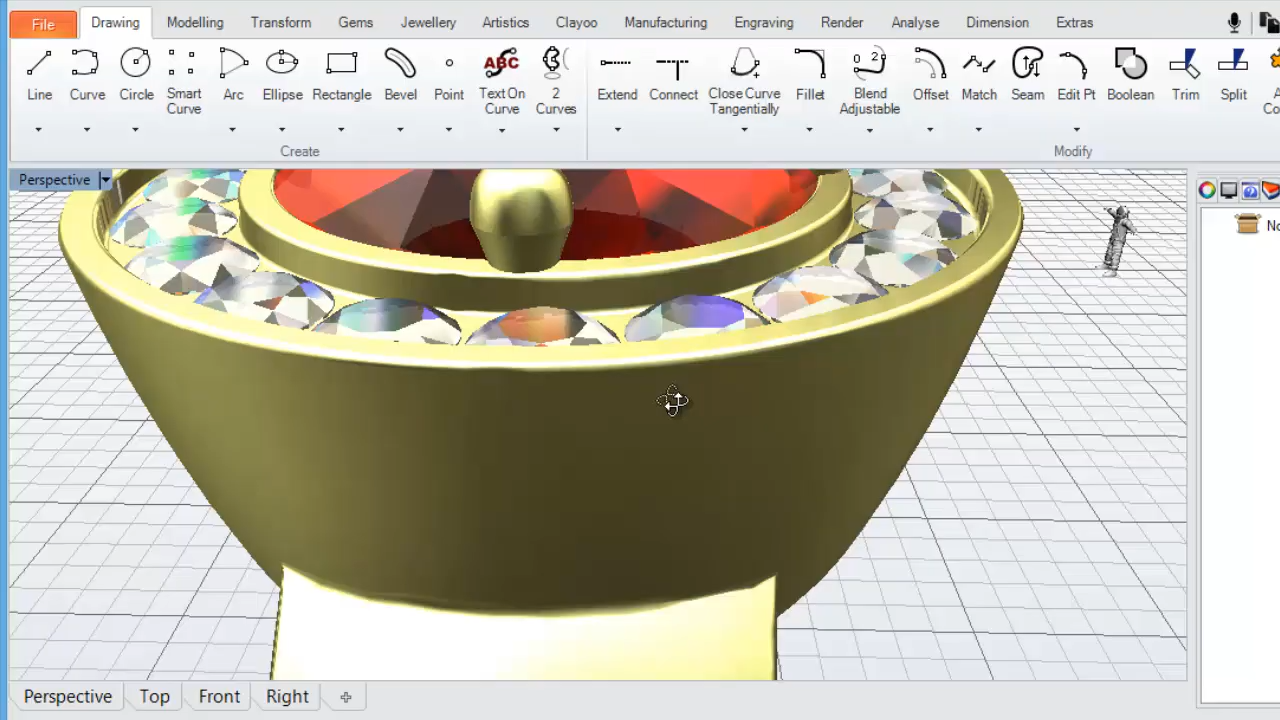 File Drawing Modelling Transform Gems Jewellery Artistics Clayoo Manufacturing Engraving Render Analyse Dimension Extras
ABC 0 2
Line Curve Circle Smart Curve Arc Ellipse Rectangle Bevel Point Text On Curve 2 Curves Extend Connect Close Curve Tangentially Fillet Blend Adjustable Offset Match Seam Edit Pt Boolean Trim Split
Create Modify
Perspective
Perspective Top Front Right +